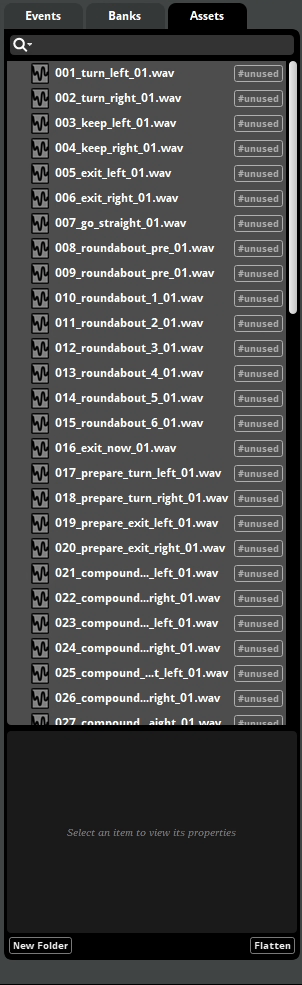 Events Banks Assets
001_turn_left_01.wav #unused
002_turn_right_01.wav #unused
003_keep_left_01.wav #unused
004_keep_right_01.wav #unused
005_exit_left_01.wav #unused
006_exit_right_01.wav #unused
007_go_straight_01.wav #unused
008_roundabout_pre_01.wav #unused
009_roundabout_pre_01.wav #unused
010_roundabout_1_01.wav #unused
011_roundabout_2_01.wav #unused
012_roundabout_3_01.wav #unused
013_roundabout_4_01.wav #unused
014_roundabout_5_01.wav #unused
015_roundabout_6_01.wav #unused
016_exit_now_01.wav #unused
017_prepare_turn_left_01.wav #unused
018_prepare_turn_right_01.wav #unused
019_prepare_exit_left_01.wav #unused
020_prepare_exit_right_01.wav #unused
021_compound..._left_01.wav #unused
022_compound...right_01.wav #unused
023_compound..._left_01.wav #unused
024_compound...right_01.wav #unused
025_compound_...t_left_01.wav #unused
026_compound...right_01.wav #unused
027_compound...aight_01.wav #unused
Select an item to view its properties
New Folder Flatten